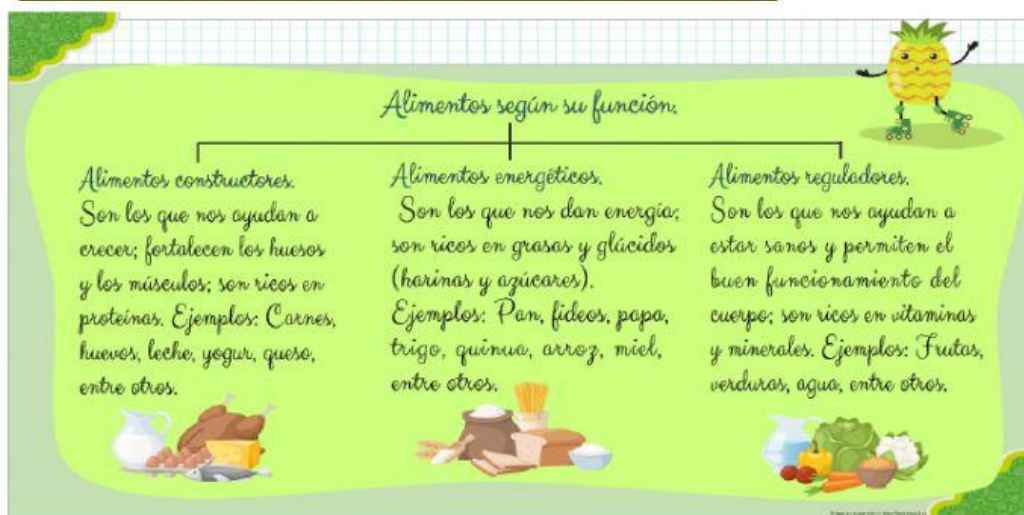 Alimentos según su función.
Alimentos constructores.
Son los que nos ayudan a
crecer; fortalecen los huesos
y los músculos; son ricos en
proteínas. Ejemplos: Carnes,
huevos, leche, yogur, queso,
entre otros.
Alimentos energéticos.
Son los que nos dan energía;
son ricos en grasas y glúcidos
(harinas y azúcares).
Ejemplos: Pan, fideos, papa,
trigo, quinua, arroz, miel,
entre otros.
Alimentos reguladores.
Son los que nos ayudan a
estar sanos y permiten el
buen funcionamiento del
cuerpo; son ricos en vitaminas
y minerales. Ejemplos: Frutas,
verduras, agua, entre otros.